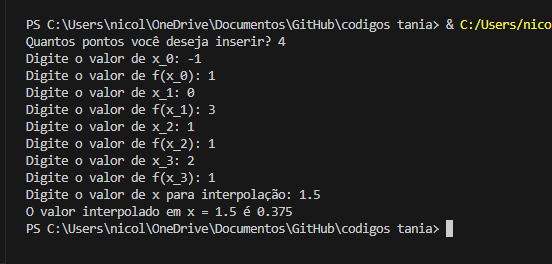 PS C:\Users\nicol\OneDrive\Documentos\GitHub\codigos tania> & C:/Users/nico
Quantos pontos você deseja inserir? 4
Digite o valor de x_0: -1
Digite o valor de f(x_0): 1
Digite o valor de x_1: 0
Digite o valor de f(x_1): 3
Digite o valor de x_2: 1
Digite o valor de f(x_2): 1
Digite o valor de x_3: 2
Digite o valor de f(x_3): 1
Digite o valor de x para interpolação: 1.5
O valor interpolado em x = 1.5 é 0.375
PS C:\Users\nicol\OneDrive\Documentos\GitHub\codigos tania>